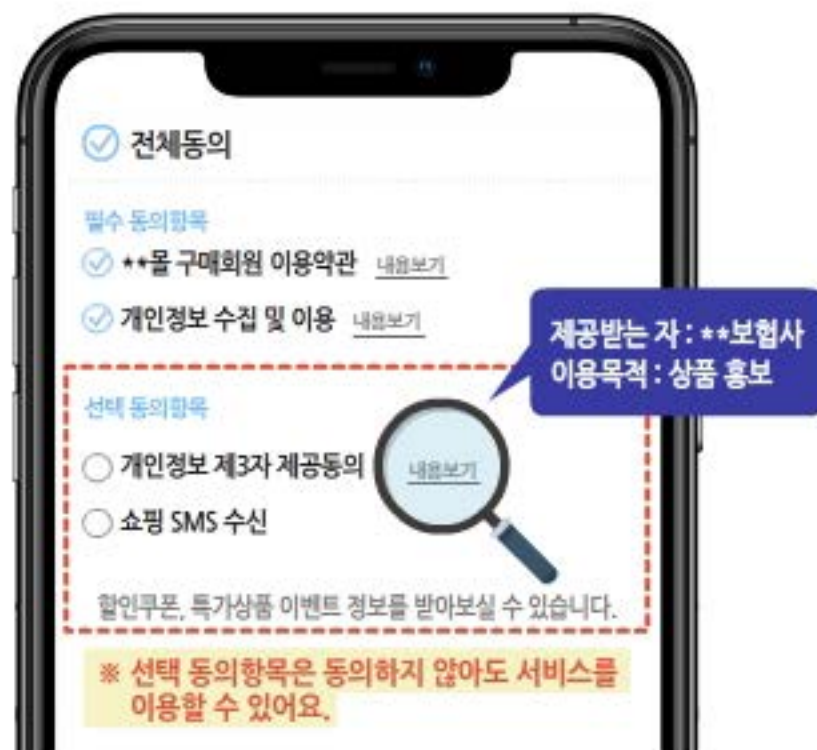 전체동의
필수 동의항목
**몰 구매회원 이용약관 내용보기
개인정보 수집 및 이용 내용보기
제공받는 자 : **보험사
이용목적 : 상품 홍보
선택 동의항목
개인정보 제3자 제공동의 내용보기
쇼핑 SMS 수신
할인쿠폰, 특가상품 이벤트 정보를 받아보실 수 있습니다.
※ 선택 동의항목은 동의하지 않아도 서비스를
이용할 수 있어요.